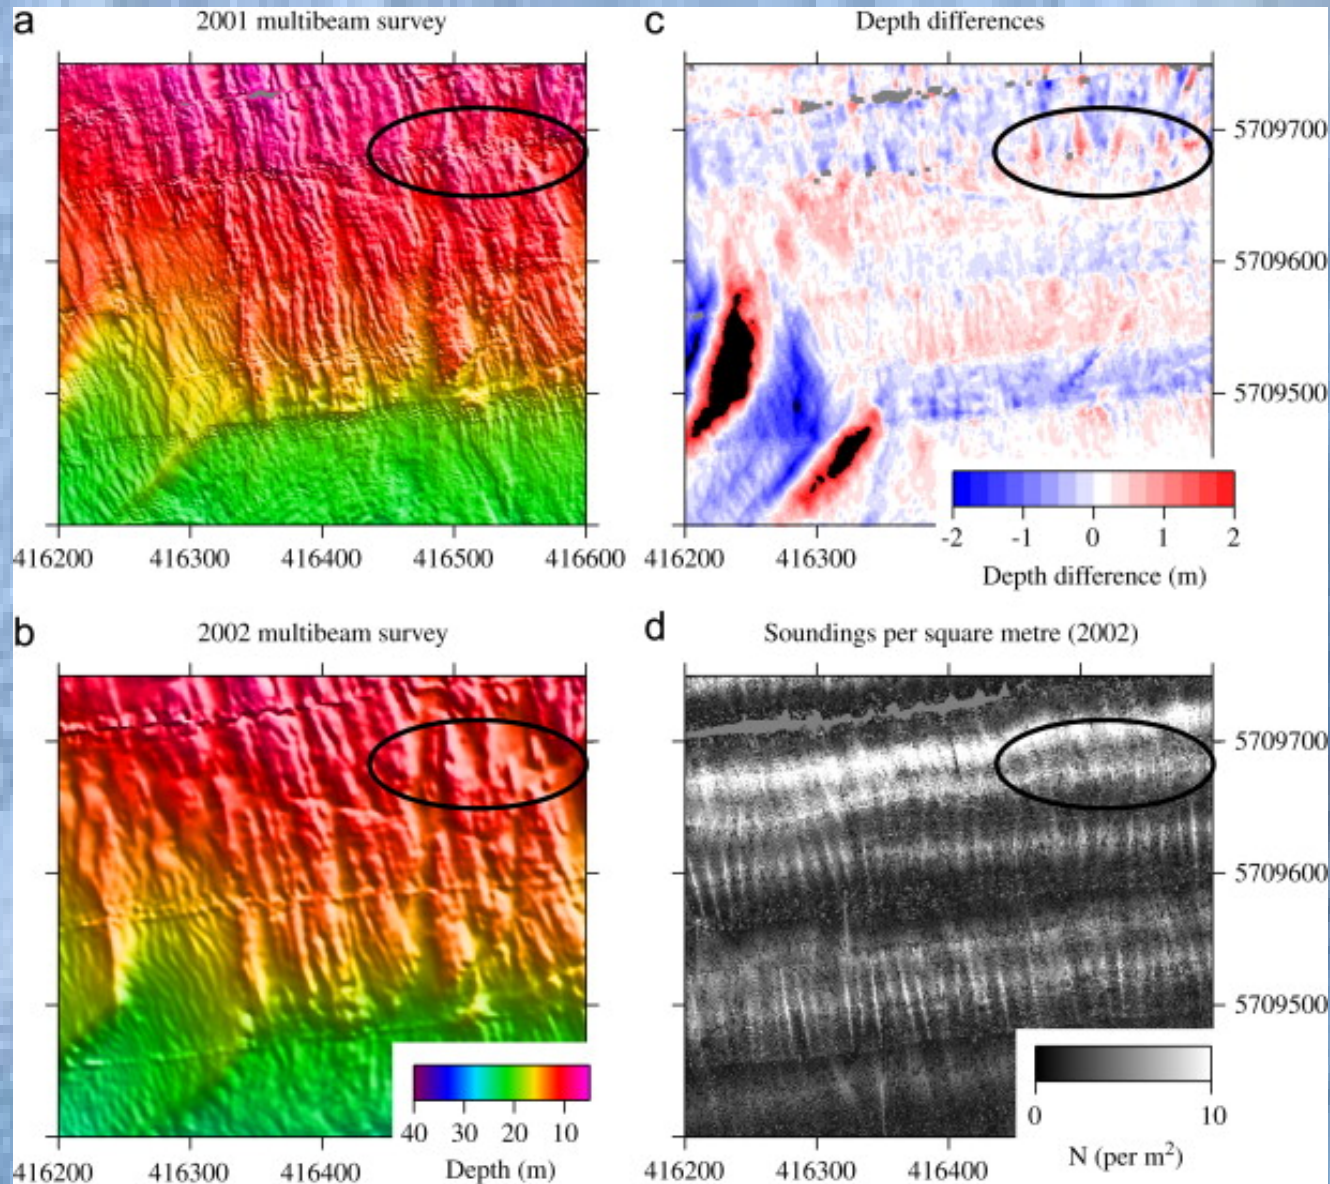 a
2001 multibeam survey
416200 416300 416400 416500 416600
c
Depth differences
5709700
5709600
5709500
-2 -1 0 1 2
416200 416300
Depth difference (m)
b
2002 multibeam survey
40 30 20 10
416200 416300 416400 Depth (m)
d
Soundings per square metre (2002)
5709700
5709600
5709500
0 10
416200 416300 416400 N (per m²)